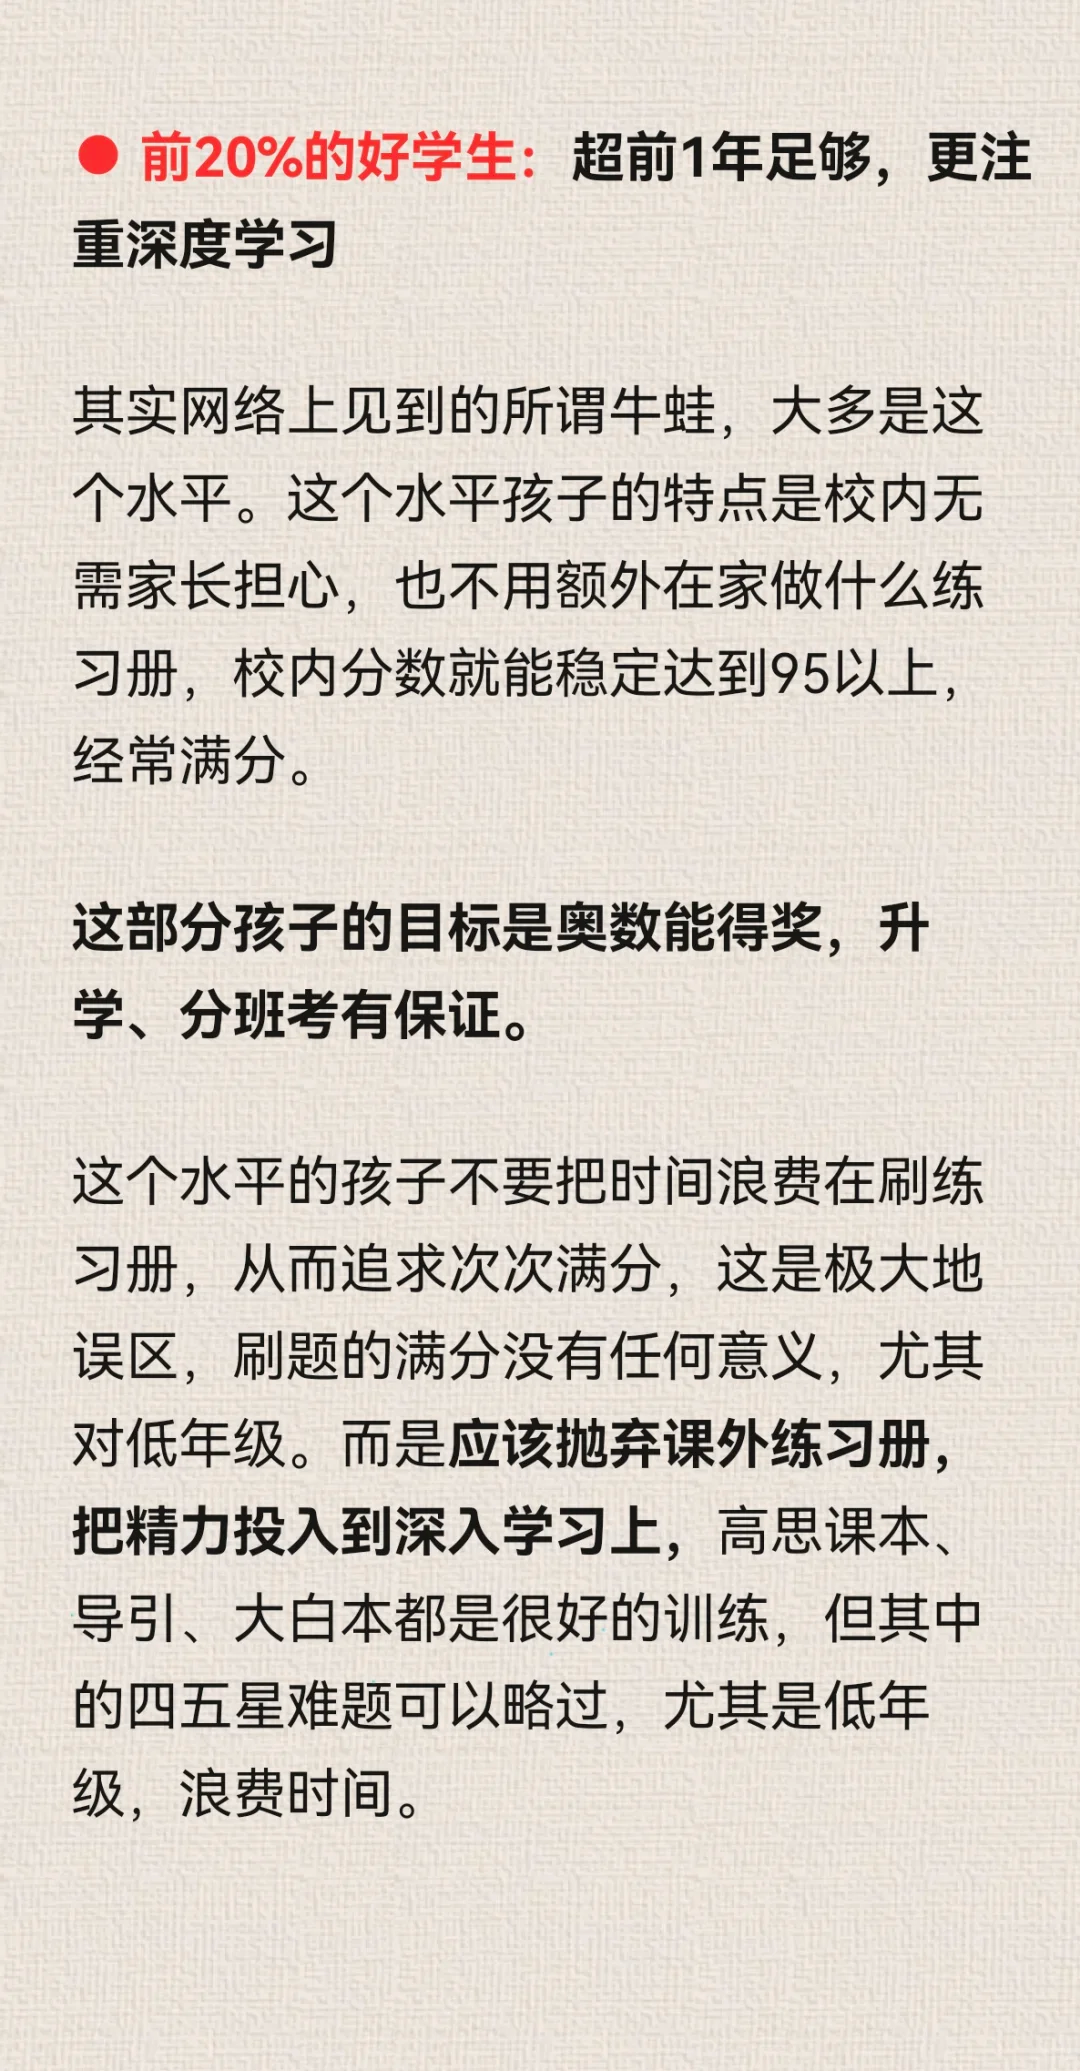 ● 前20%的好学生：超前1年足够，更注
重深度学习
其实网络上见到的所谓牛蛙，大多是这
个水平。这个水平孩子的特点是校内无
需家长担心，也不用额外在家做什么练
习册，校内分数就能稳定达到95以上，
经常满分。
这部分孩子的目标是奥数能得奖，升
学、分班考有保证。
这个水平的孩子不要把时间浪费在刷练
习册，从而追求次次满分，这是极大地
误区，刷题的满分没有任何意义，尤其
对低年级。而是应该抛弃课外练习册，
把精力投入到深入学习上，高思课本、
导引、大白本都是很好的训练，但其中
的四五星难题可以略过，尤其是低年
级，浪费时间。